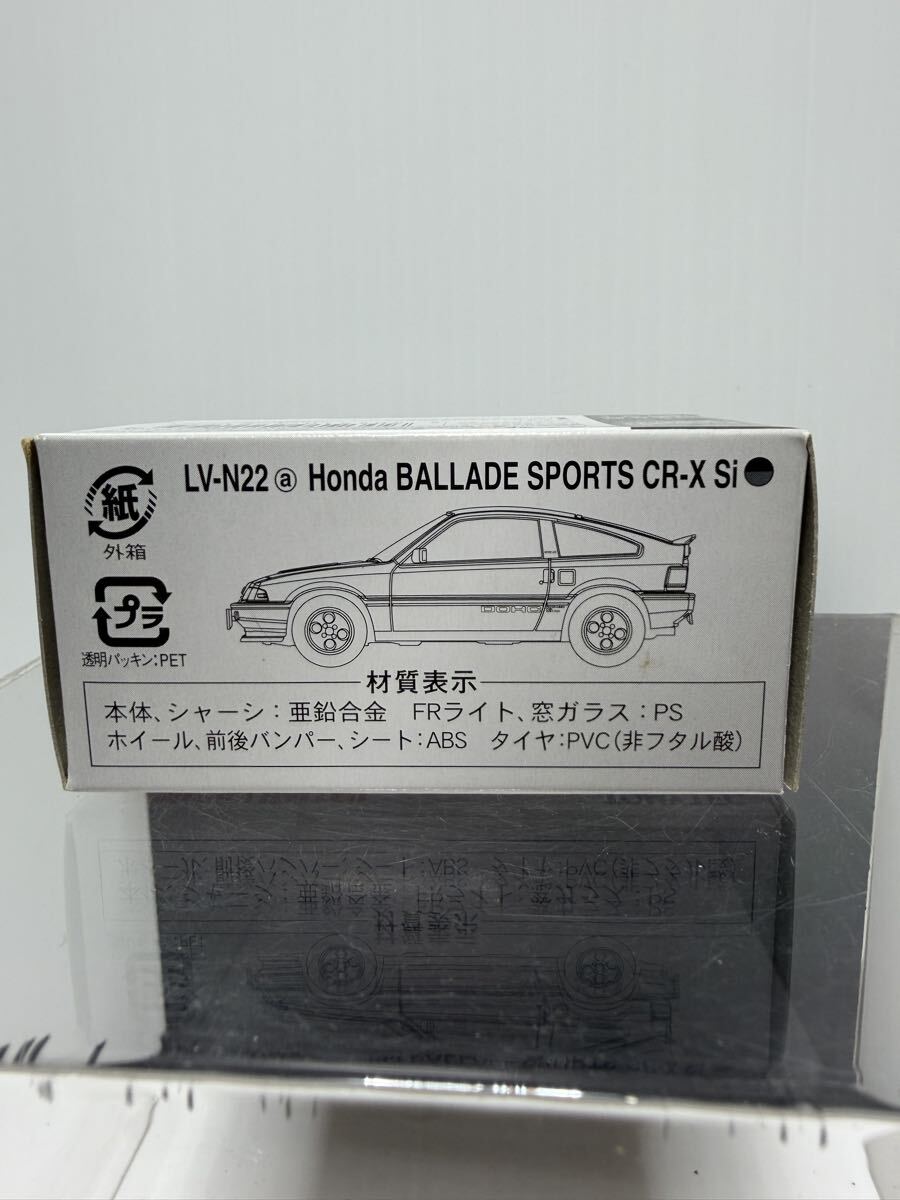 LV-N22 ⓐ Honda BALLADE SPORTS CR-X Si
紙
外箱
プラ
透明パッキン:PET
DOHC
材質表示
本体、シャーシ：亜鉛合金 FRライト、窓ガラス：PS
ホイール、前後バンパー、シート：ABS タイヤ:PVC(非フタル酸)